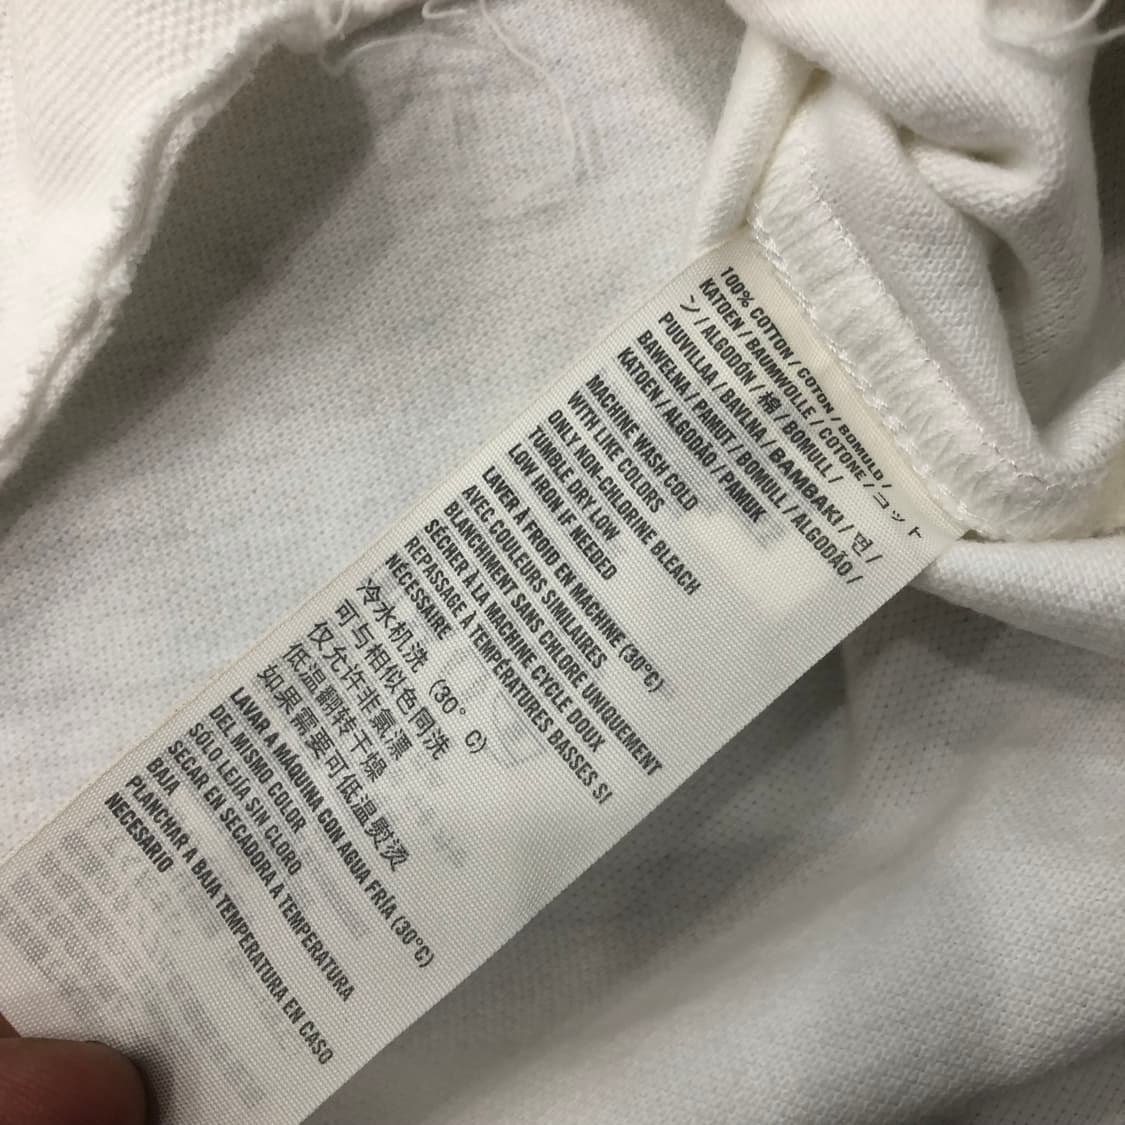 100% COTTON / COTON / BOMULD /
KATOEN / BAUMWOLLE / COTONE / コット
ン / ALGODÓN / 棉 / BOMULL /
PUUVILLAA / BAVLNA / BAMBAKI / 면 /
BAWEŁNA / PAMUT / BOMULL / ALGODÃO /
KATOEN / ALGODÃO / PAMUK
MACHINE WASH COLD
WITH LIKE COLORS
ONLY NON-CHLORINE BLEACH
TUMBLE DRY LOW
LOW IRON IF NEEDED
LAVER À FROID EN MACHINE (30°C)
AVEC COULEURS SIMILAIRES
BLANCHIMENT SANS CHLORE UNIQUEMENT
SÉCHER À LA MACHINE CYCLE DOUX
REPASSAGE À TEMPÉRATURES BASSES SI
NÉCESSAIRE
冷水机洗 (30° C)
可与相似色同洗
仅允许非氯漂
低温翻转干燥
如果需要可低温熨烫
LAVAR A MÁQUINA CON AGUA FRÍA (30°C)
DEL MISMO COLOR
SÓLO LEJÍA SIN CLORO
SECAR EN SECADORA A TEMPERATURA
BAJA
PLANCHAR A BAJA TEMPERATURA EN CASO
NECESARIO